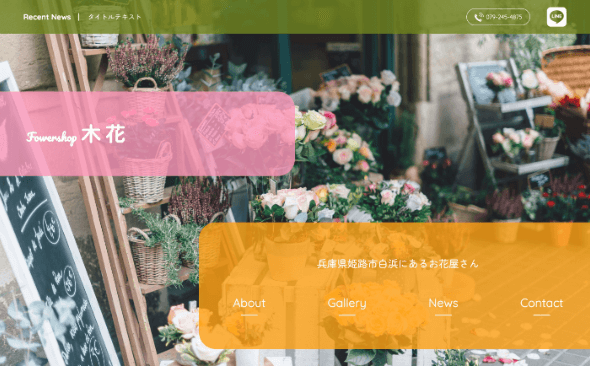 Recent News | タイトルテキスト
079-245-4875
LINE
Fowershop 木花
兵庫県姫路市白浜にあるお花屋さん
About Gallery News Contact